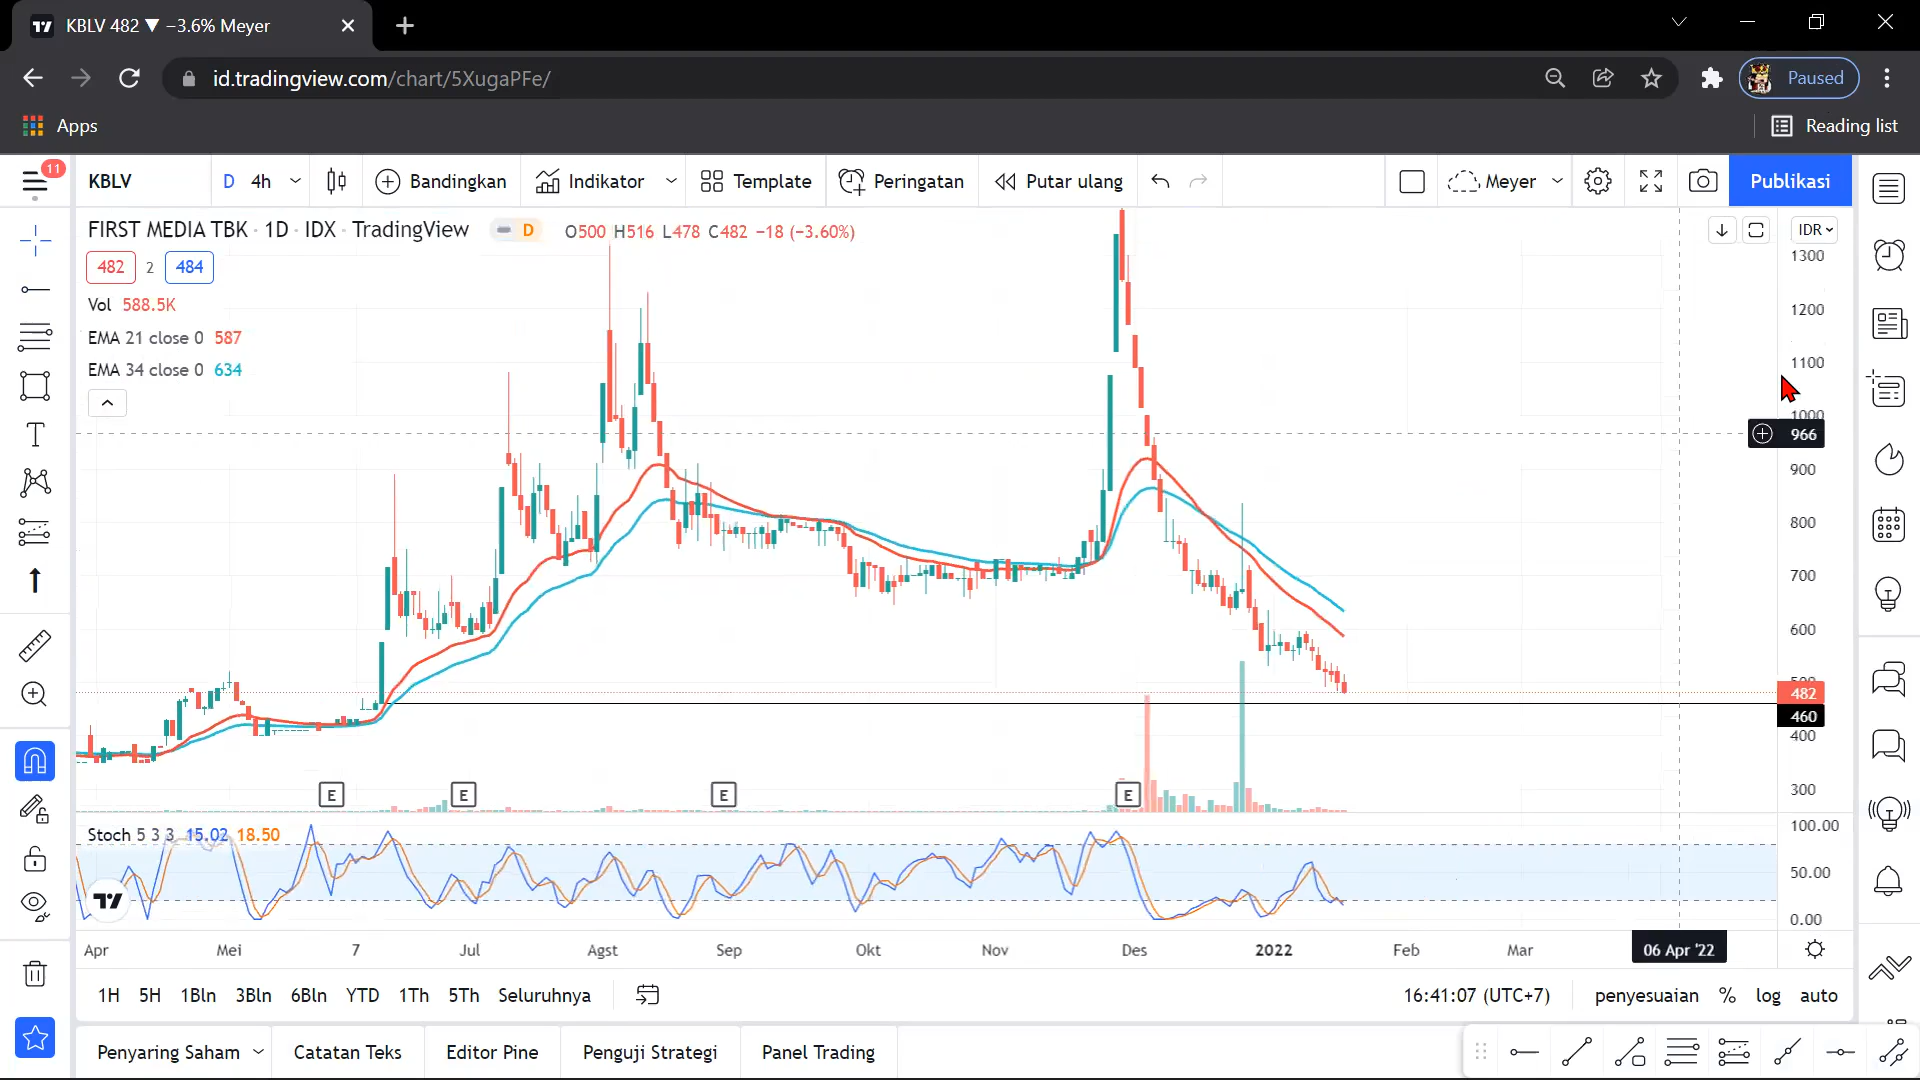 KBLV 482 ▼ −3.6% Meyer
id.tradingview.com/chart/5XugaPFe/
Paused
Apps
Reading list
11
KBLV
D 4h
Bandingkan
Indikator
Template
Peringatan
Putar ulang
Meyer
Publikasi
FIRST MEDIA TBK · 1D · IDX · TradingView
D
O500 H516 L478 C482 −18 (−3.60%)
IDR
482 2 484
Vol 588.5K
EMA 21 close 0 587
EMA 34 close 0 634
1300
1200
1100
1000
966
900
800
700
600
500
482
460
400
300
E E E E
Stoch 5 3 3 15.02 18.50
100.00
50.00
0.00
Apr Mei 7 Jul Agst Sep Okt Nov Des 2022 Feb Mar 06 Apr '22
1H 5H 1Bln 3Bln 6Bln YTD 1Th 5Th Seluruhnya
16:41:07 (UTC+7) penyesuaian % log auto
Penyaring Saham Catatan Teks Editor Pine Penguji Strategi Panel Trading